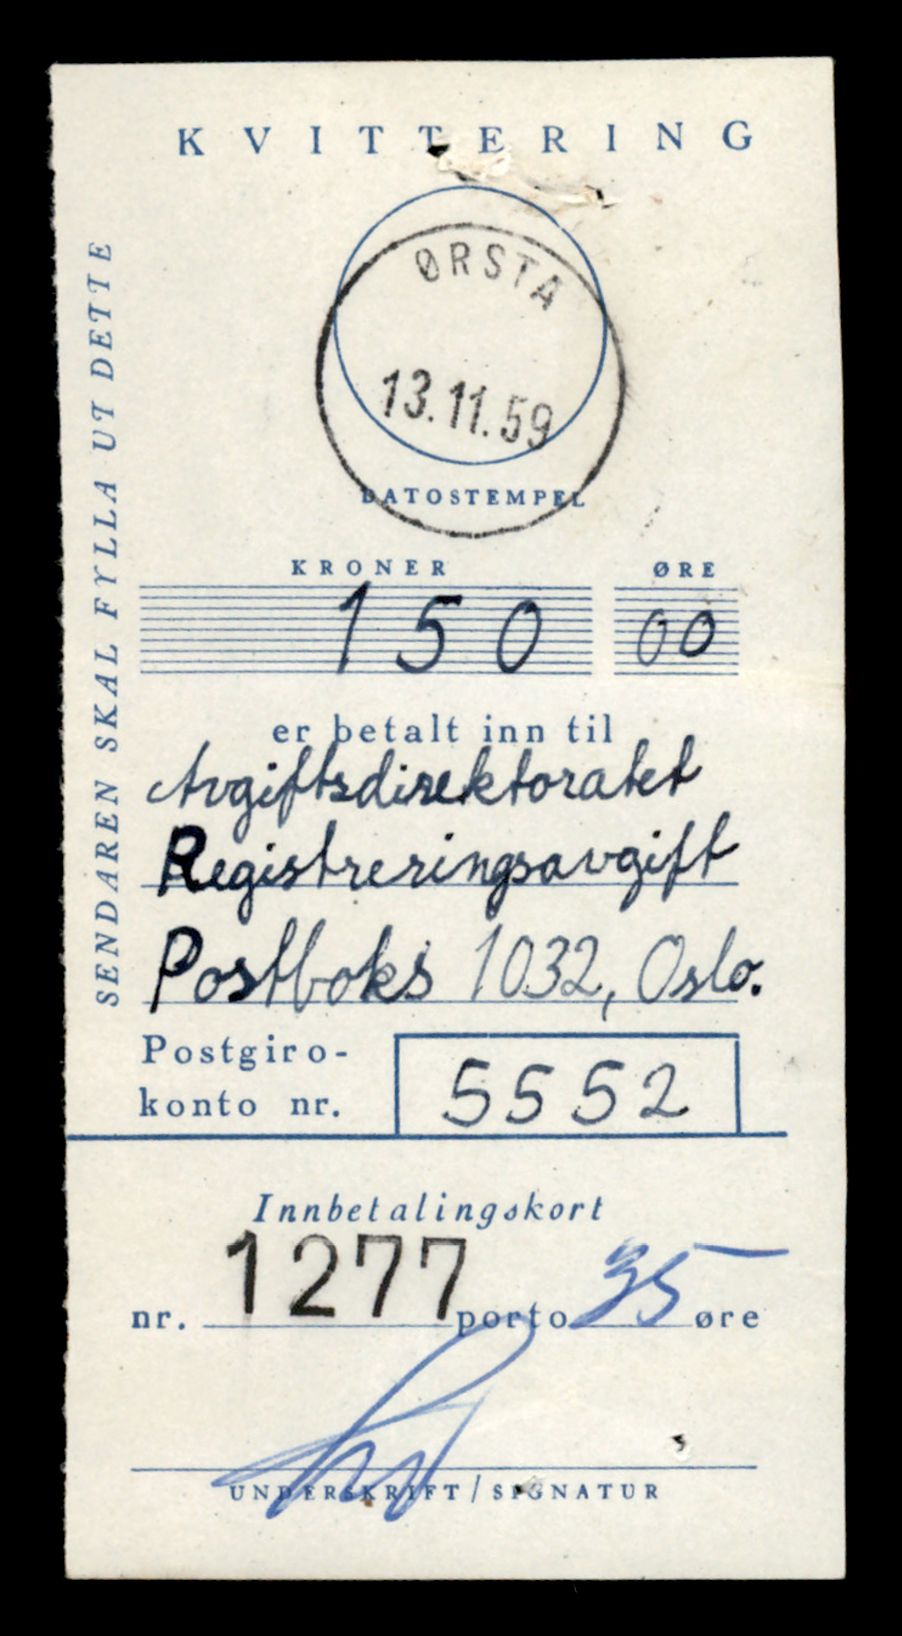 KVITTERING
ØRSTA
13.11.59
DATOSTEMPEL
SENDAREN SKAL FYLLA UT DETTE
KRONER ØRE
150 00
er betalt inn til
Avgiftsdirektoratet
Registreringsavgift
Postboks 1032, Oslo.
Postgiro-
konto nr. 5552
Innbetalingskort
nr. 1277 porto 35 øre
UNDERSKRIFT/SIGNATUR